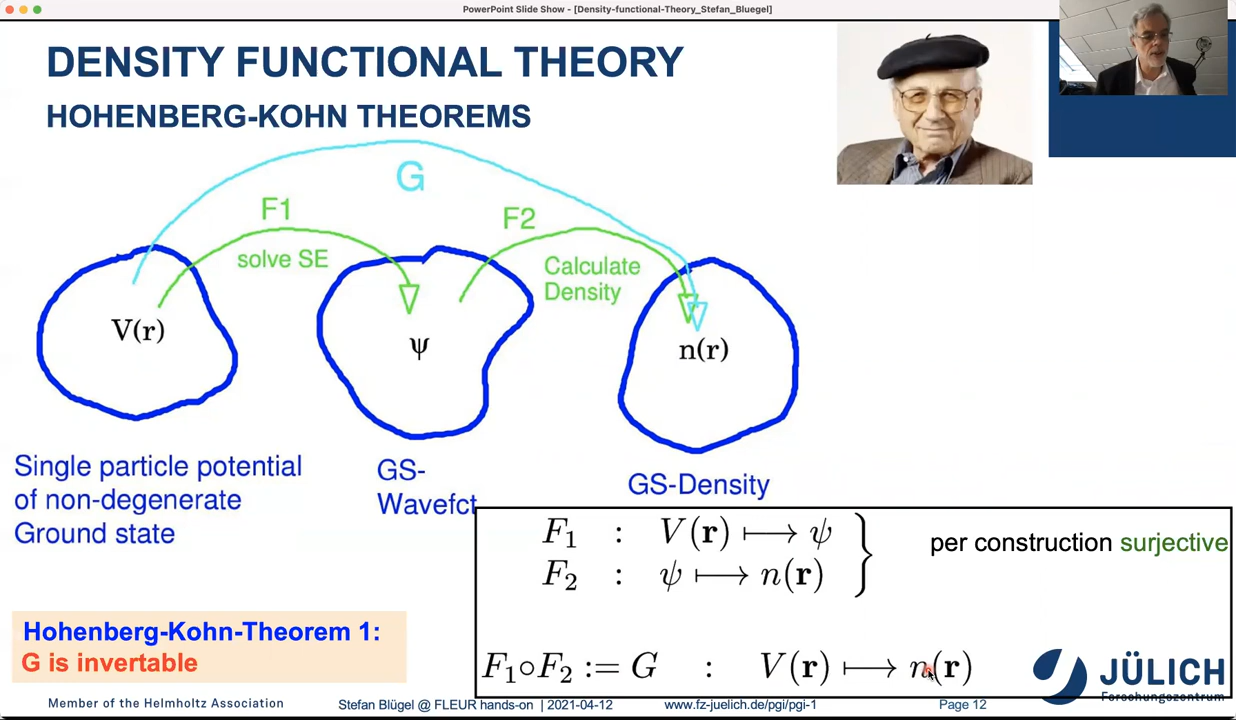 PowerPoint Slide Show - [Density-functional-Theory_Stefan_Bluegel]
DENSITY FUNCTIONAL THEORY
HOHENBERG-KOHN THEOREMS
G
F1
F2
solve SE
Calculate
Density
V(r)
ψ
n(r)
Single particle potential
of non-degenerate
Ground state
GS-
Wavefct
GS-Density
F₁ : V(r) ⟼ ψ
F₂ : ψ ⟼ n(r)
per construction surjective
F₁∘F₂ := G : V(r) ⟼ n(r)
Hohenberg-Kohn-Theorem 1:
G is invertable
JÜLICH
Forschungszentrum
Member of the Helmholtz Association
Stefan Blügel @ FLEUR hands-on | 2021-04-12
www.fz-juelich.de/pgi/pgi-1
Page 12